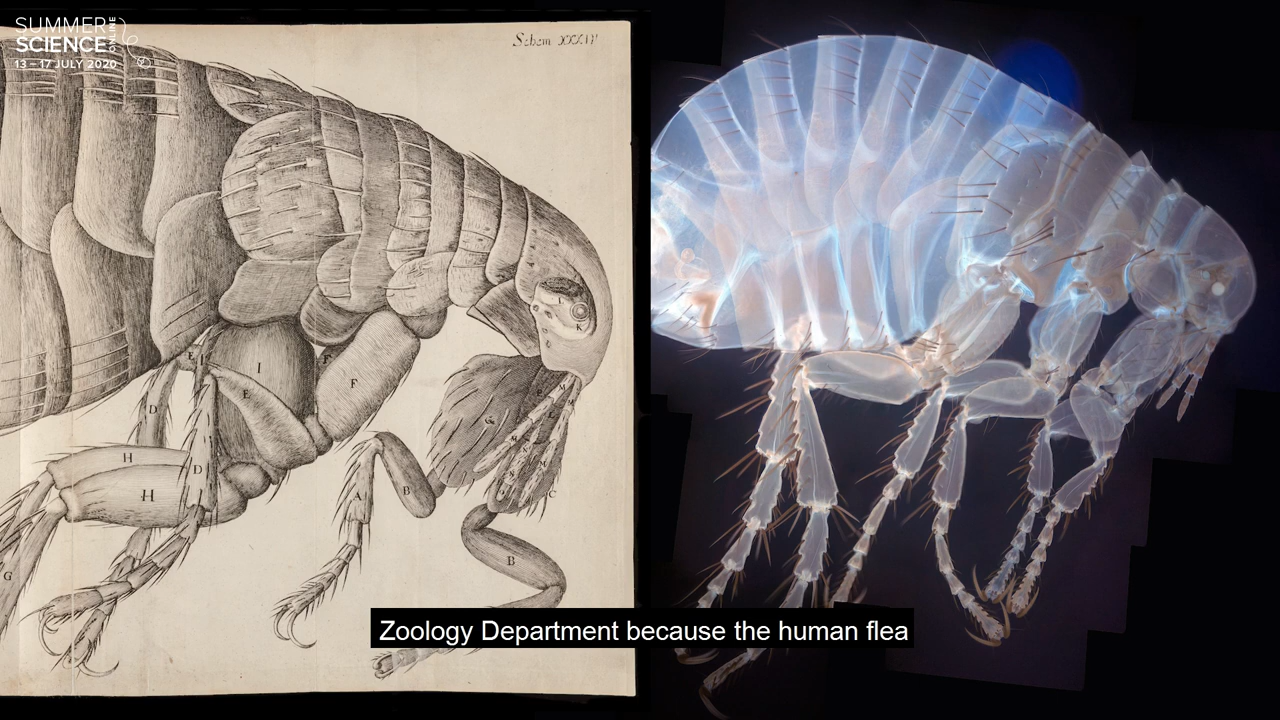 SUMMER
SCIENCE
ONLINE
13 – 17 JULY 2020
Schem XXXIV
I
K
E
F
I
F
E
G
D
H
D
H
A
B
C
G
B
Zoology Department because the human flea